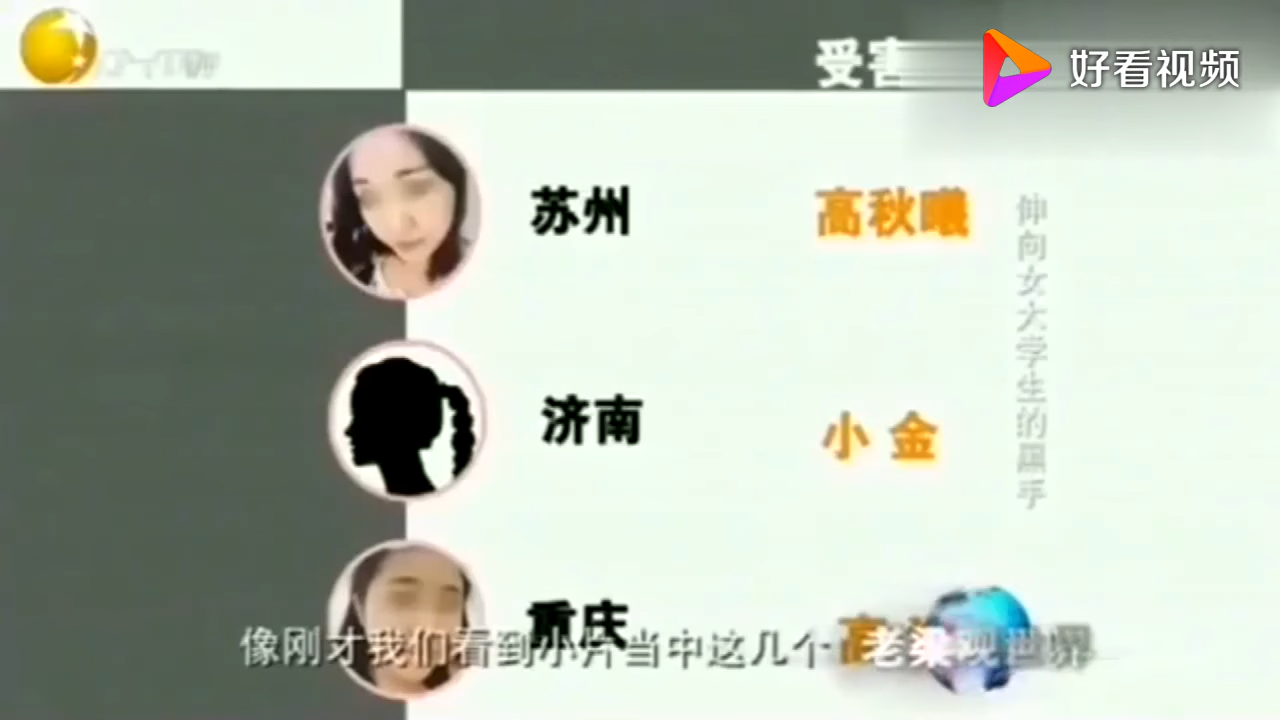 受害
好看视频
苏州
高秋曦
济南
小金
重庆
高
伸向女大学生的黑手
像刚才我们看到小片当中这几个
老梁观世界